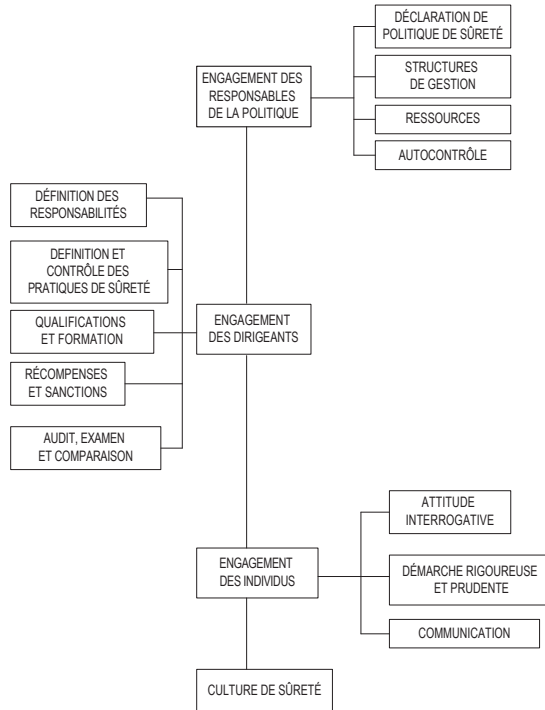 DÉCLARATION DE
POLITIQUE DE SÛRETÉ
ENGAGEMENT DES
RESPONSABLES
DE LA POLITIQUE
STRUCTURES
DE GESTION
RESSOURCES
AUTOCONTRÔLE
DÉFINITION DES
RESPONSABILITÉS
DEFINITION ET
CONTRÔLE DES
PRATIQUES DE SÛRETÉ
QUALIFICATIONS
ET FORMATION
ENGAGEMENT
DES DIRIGEANTS
RÉCOMPENSES
ET SANCTIONS
AUDIT, EXAMEN
ET COMPARAISON
ATTITUDE
INTERROGATIVE
ENGAGEMENT
DES INDIVIDUS
DÉMARCHE RIGOUREUSE
ET PRUDENTE
COMMUNICATION
CULTURE DE SÛRETÉ